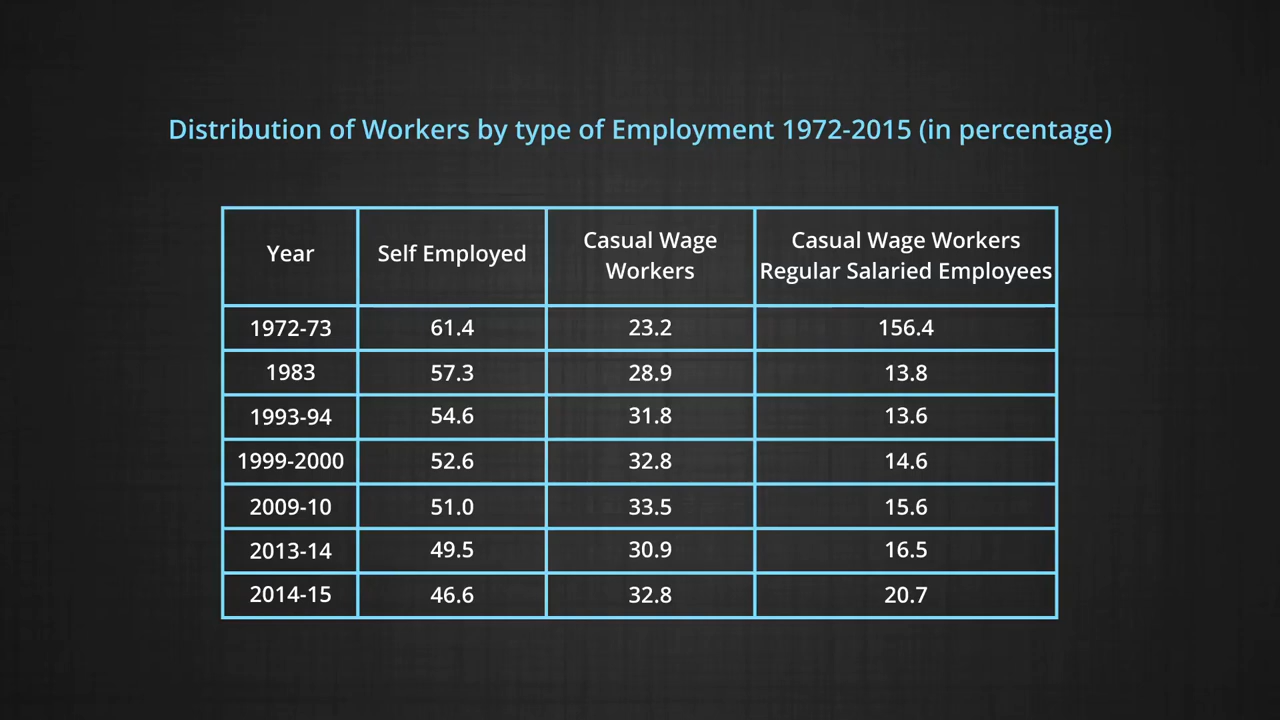 Distribution of Workers by type of Employment 1972-2015 (in percentage)
Year Self Employed Casual Wage Workers Casual Wage Workers Regular Salaried Employees
1972-73 61.4 23.2 156.4
1983 57.3 28.9 13.8
1993-94 54.6 31.8 13.6
1999-2000 52.6 32.8 14.6
2009-10 51.0 33.5 15.6
2013-14 49.5 30.9 16.5
2014-15 46.6 32.8 20.7